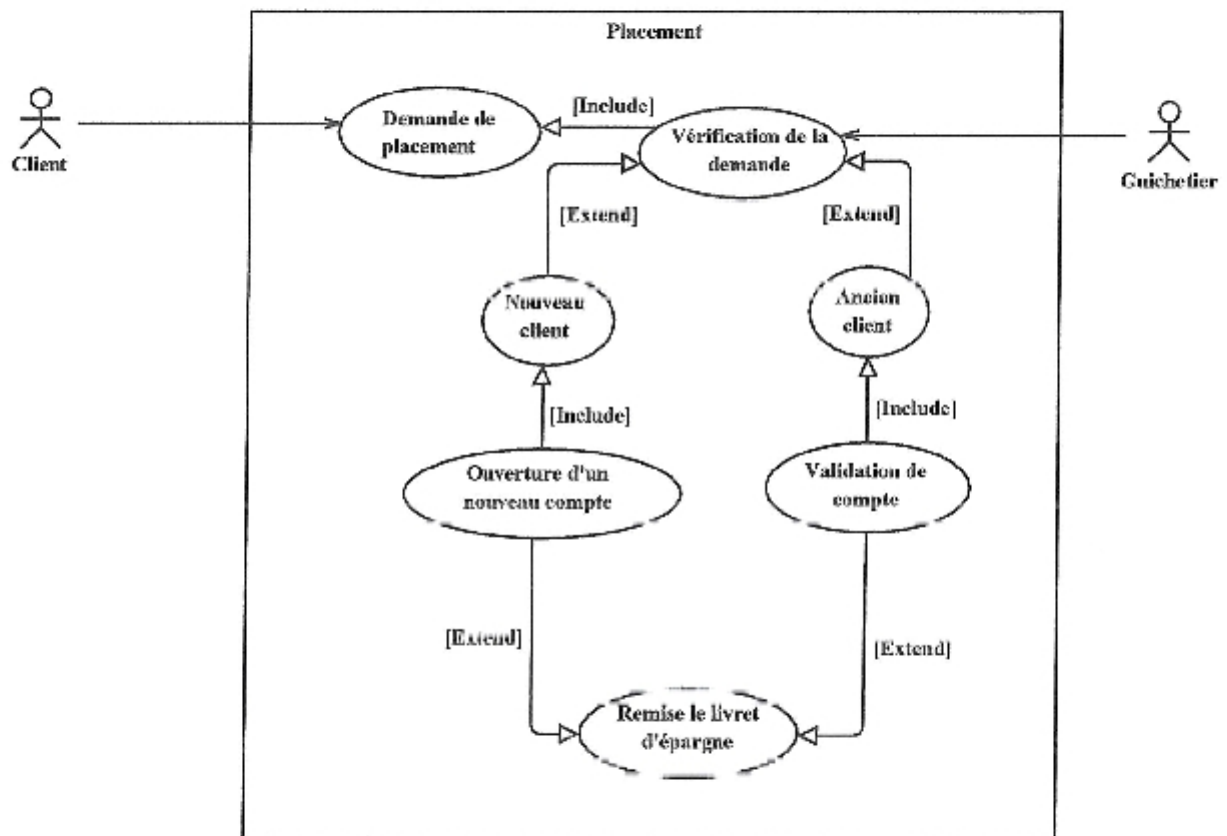 Placement
[Include]
Demande de
placement
Vérification de la
demande
Client
Guichetier
[Extend]
[Extend]
Nouveau
client
Ancien
client
[Include]
[Include]
Ouverture d'un
nouveau compte
Validation de
compte
[Extend]
[Extend]
Remise le livret
d'épargne